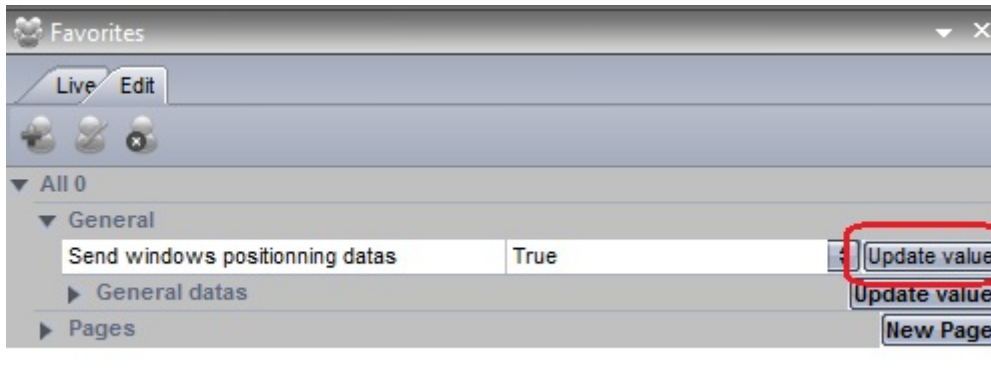 Favorites
Live Edit
All 0
General
Send windows positionning datas True Update value
General datas Update value
Pages New Page